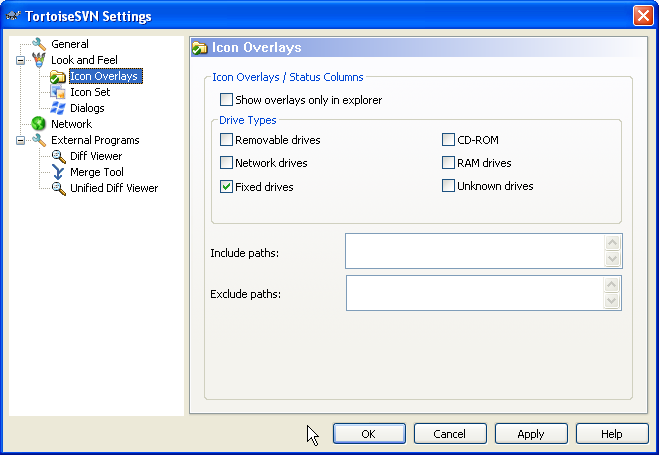 TortoiseSVN Settings
General
Look and Feel
Icon Overlays
Icon Set
Dialogs
Network
External Programs
Diff Viewer
Merge Tool
Unified Diff Viewer
Icon Overlays
Icon Overlays / Status Columns
Show overlays only in explorer
Drive Types
Removable drives
CD-ROM
Network drives
RAM drives
Fixed drives
Unknown drives
Include paths:
Exclude paths:
OK
Cancel
Apply
Help